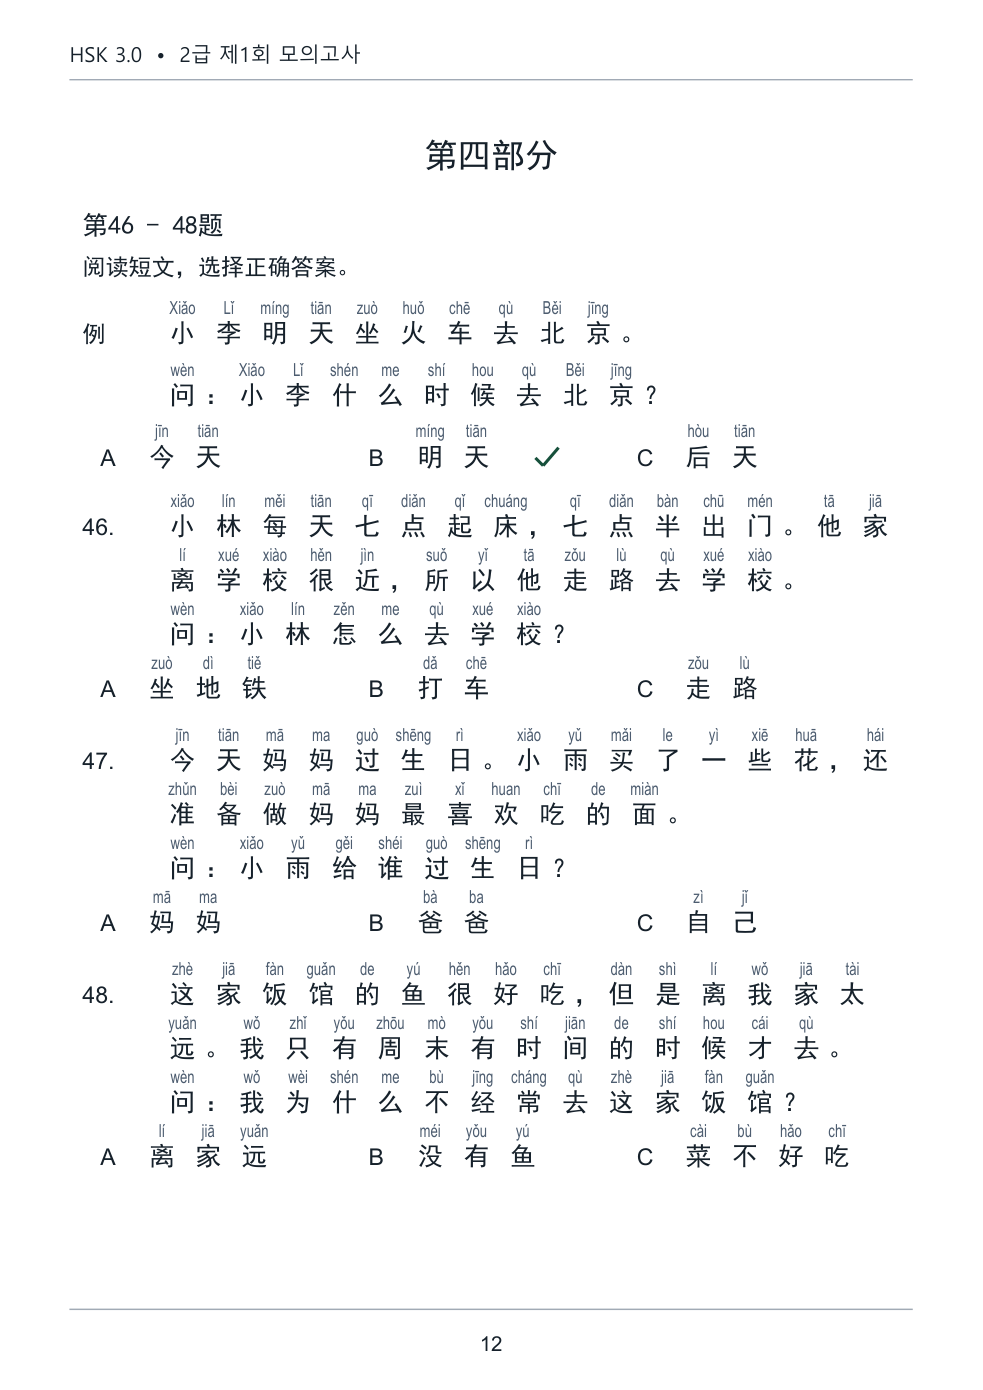 HSK 3.0 • 2급 제1회 모의고사
第四部分
第46 – 48题
阅读短文，选择正确答案。
Xiǎo Lǐ míng tiān zuò huǒ chē qù Běi jīng
例 小李明天坐火车去北京。
wèn Xiǎo Lǐ shén me shí hou qù Běi jīng
问：小李什么时候去北京？
jīn tiān míng tiān hòu tiān
A 今天 B 明天 ✓ C 后天
xiǎo lín měi tiān qī diǎn qǐ chuáng qī diǎn bàn chū mén tā jiā
46. 小林每天七点起床，七点半出门。他家
lí xué xiào hěn jìn suǒ yǐ tā zǒu lù qù xué xiào
离学校很近，所以他走路去学校。
wèn xiǎo lín zěn me qù xué xiào
问：小林怎么去学校？
zuò dì tiě dǎ chē zǒu lù
A 坐地铁 B 打车 C 走路
jīn tiān mā ma guò shēng rì xiǎo yǔ mǎi le yì xiē huā hái
47. 今天妈妈过生日。小雨买了一些花，还
zhǔn bèi zuò mā ma zuì xǐ huan chī de miàn
准备做妈妈最喜欢吃的面。
wèn xiǎo yǔ gěi shéi guò shēng rì
问：小雨给谁过生日？
mā ma bà ba zì jǐ
A 妈妈 B 爸爸 C 自己
zhè jiā fàn guǎn de yú hěn hǎo chī dàn shì lí wǒ jiā tài
48. 这家饭馆的鱼很好吃，但是离我家太
yuǎn wǒ zhǐ yǒu zhōu mò yǒu shí jiān de shí hou cái qù
远。我只有周末有时间的时候才去。
wèn wǒ wèi shén me bù jīng cháng qù zhè jiā fàn guǎn
问：我为什么不经常去这家饭馆？
lí jiā yuǎn méi yǒu yú cài bù hǎo chī
A 离家远 B 没有鱼 C 菜不好吃
12